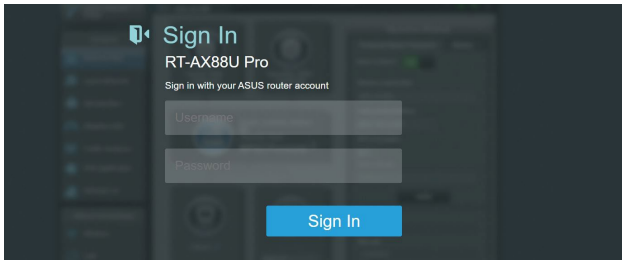 Sign In
RT-AX88U Pro
Sign in with your ASUS router account
Username
Password
Sign In